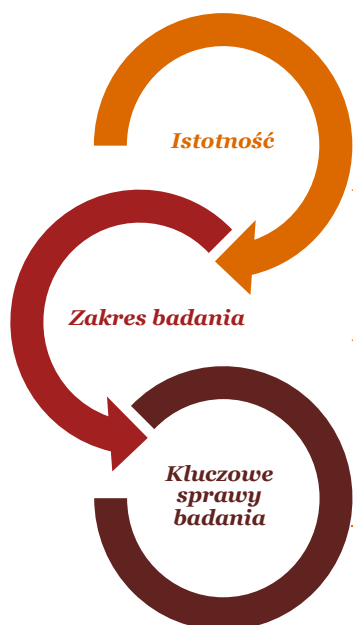 Istotność
Zakres badania
Kluczowe
sprawy
badania